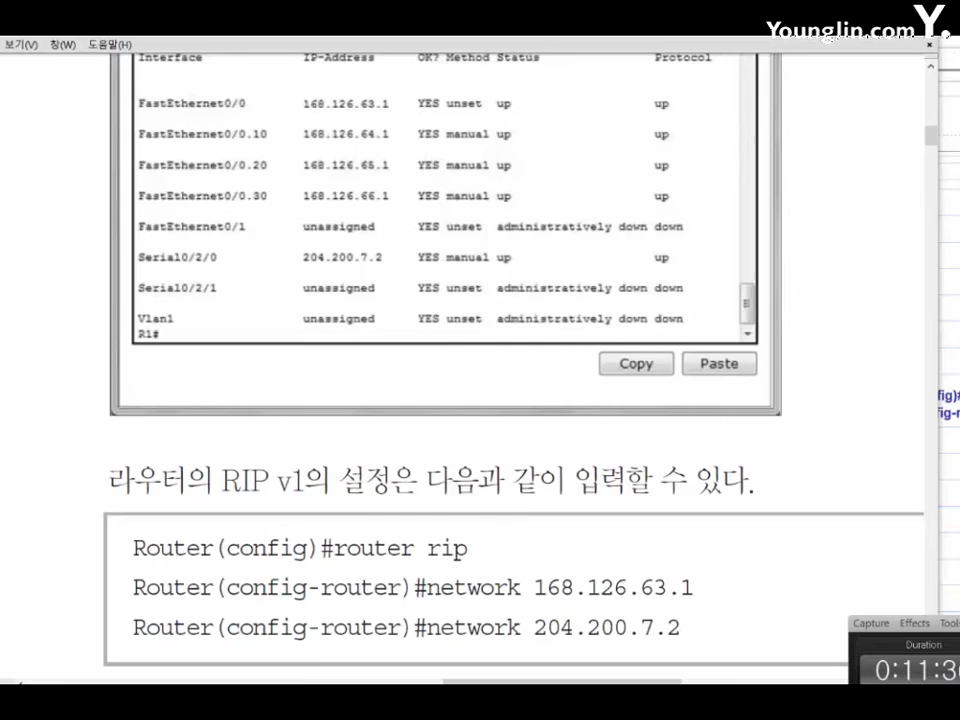 Younglin.com Y.
보기(V) 창(W) 도움말(H)
Interface IP-Address OK? Method Status Protocol
FastEthernet0/0 168.126.63.1 YES unset up up
FastEthernet0/0.10 168.126.64.1 YES manual up up
FastEthernet0/0.20 168.126.65.1 YES manual up up
FastEthernet0/0.30 168.126.66.1 YES manual up up
FastEthernet0/1 unassigned YES unset administratively down down
Serial0/2/0 204.200.7.2 YES manual up up
Serial0/2/1 unassigned YES unset administratively down down
Vlan1 unassigned YES unset administratively down down
R1#
Copy Paste
라우터의 RIP v1의 설정은 다음과 같이 입력할 수 있다.
Router(config)#router rip
Router(config-router)#network 168.126.63.1
Router(config-router)#network 204.200.7.2
Capture Effects Tools
Duration